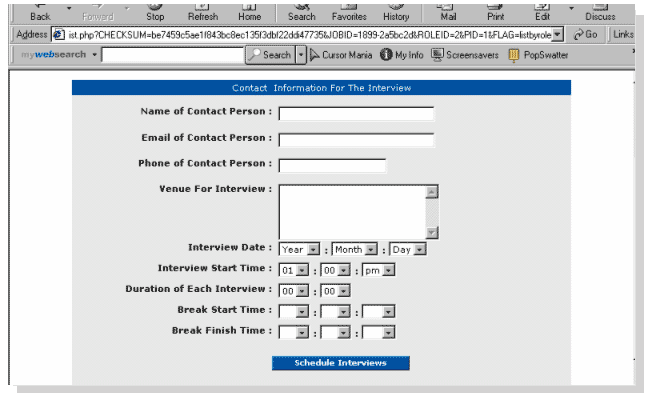 Back Forward Stop Refresh Home Search Favorites History Mail Print Edit Discuss
Address ist.php?CHECKSUM=be7459c5ae1f843bc8ec135f3dbf22dd47735&JOBID=1899-2a5bc2d&ROLEID=2&PID=1&FLAG=listbyrole Go Links
mywebsearch Search Cursor Mania My Info Screensavers PopSwatter
Contact Information For The Interview
Name of Contact Person :
Email of Contact Person :
Phone of Contact Person :
Venue For Interview :
Interview Date : Year : Month : Day
Interview Start Time : 01 : 00 : pm
Duration of Each Interview : 00 : 00
Break Start Time : : :
Break Finish Time : : :
Schedule Interviews